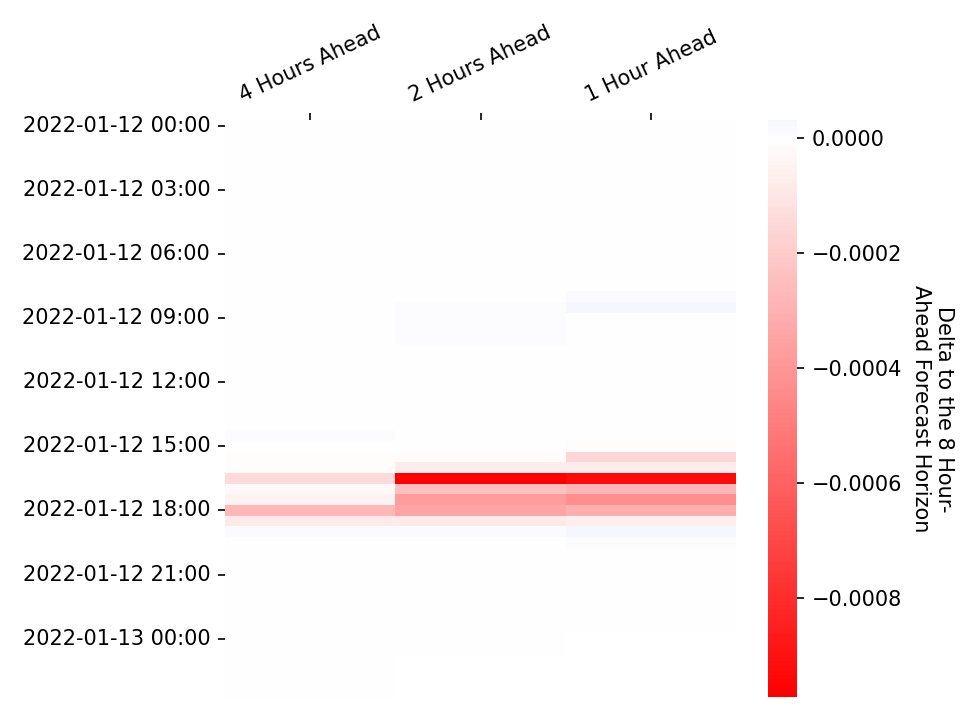 4 Hours Ahead
2 Hours Ahead
1 Hour Ahead
2022-01-12 00:00
2022-01-12 03:00
2022-01-12 06:00
2022-01-12 09:00
2022-01-12 12:00
2022-01-12 15:00
2022-01-12 18:00
2022-01-12 21:00
2022-01-13 00:00
0.0000
−0.0002
−0.0004
−0.0006
−0.0008
Delta to the 8 Hour-
Ahead Forecast Horizon